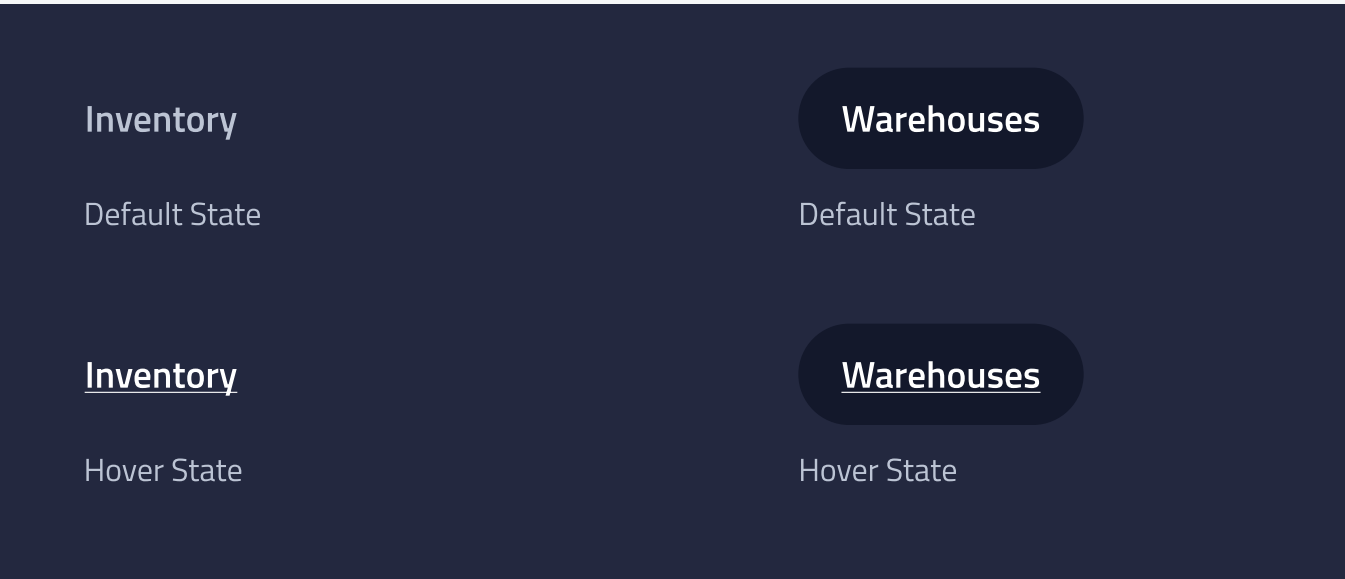 Inventory
Warehouses
Default State
Default State
Inventory
Warehouses
Hover State
Hover State